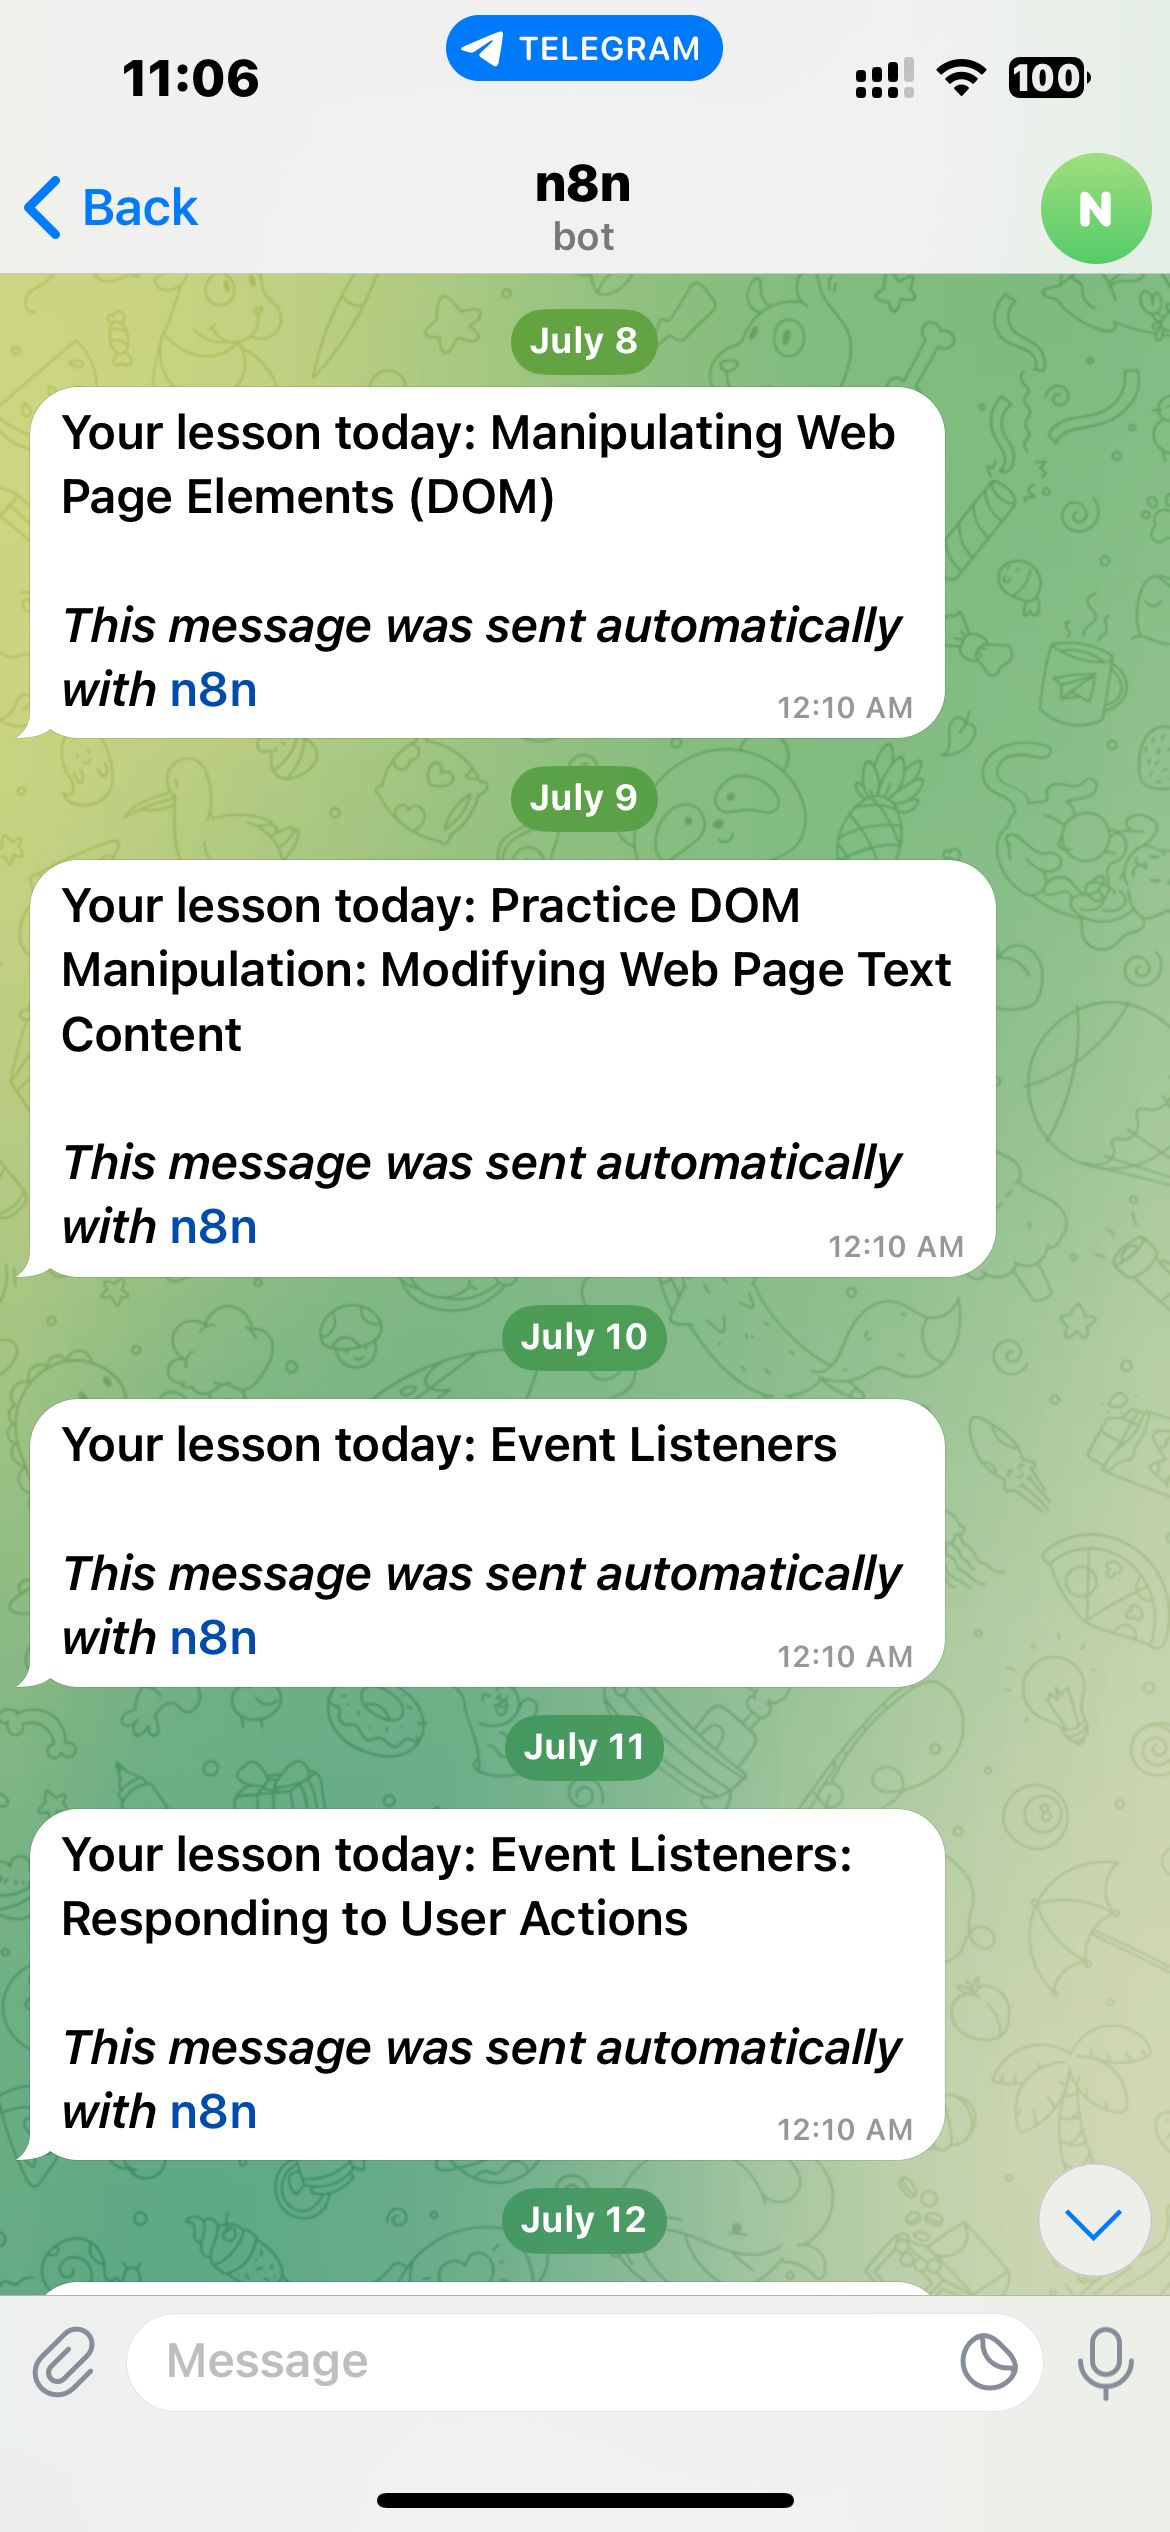 TELEGRAM
11:06
100
Back
n8n
bot
N
July 8
Your lesson today: Manipulating Web
Page Elements (DOM)
This message was sent automatically
with n8n
12:10 AM
July 9
Your lesson today: Practice DOM
Manipulation: Modifying Web Page Text
Content
This message was sent automatically
with n8n
12:10 AM
July 10
Your lesson today: Event Listeners
This message was sent automatically
with n8n
12:10 AM
July 11
Your lesson today: Event Listeners:
Responding to User Actions
This message was sent automatically
with n8n
12:10 AM
July 12
Message